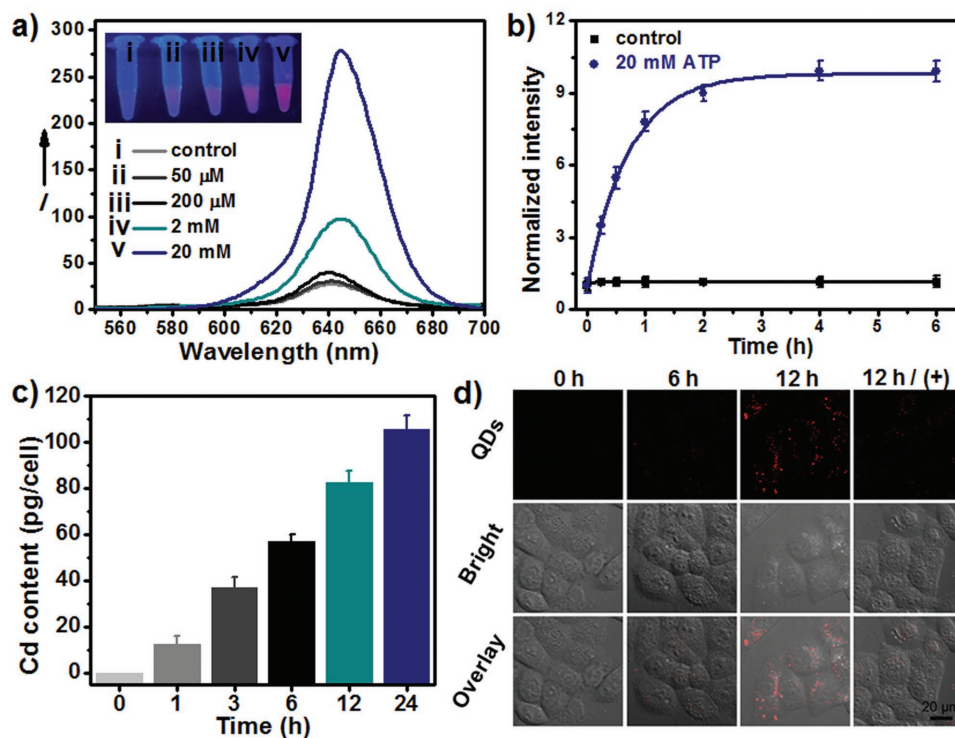 a)
300
250
200
150
100
50
0
I
i ii iii iv v
i control
ii 50 µM
iii 200 µM
iv 2 mM
v 20 mM
560 580 600 620 640 660 680 700
Wavelength (nm)
b)
12
9
6
3
0
Normalized intensity
control
20 mM ATP
0 1 2 3 4 5 6
Time (h)
c)
120
100
80
60
40
20
0
Cd content (pg/cell)
0 1 3 6 12 24
Time (h)
d)
0 h 6 h 12 h 12 h / (+)
QDs
Bright
Overlay
20 µm